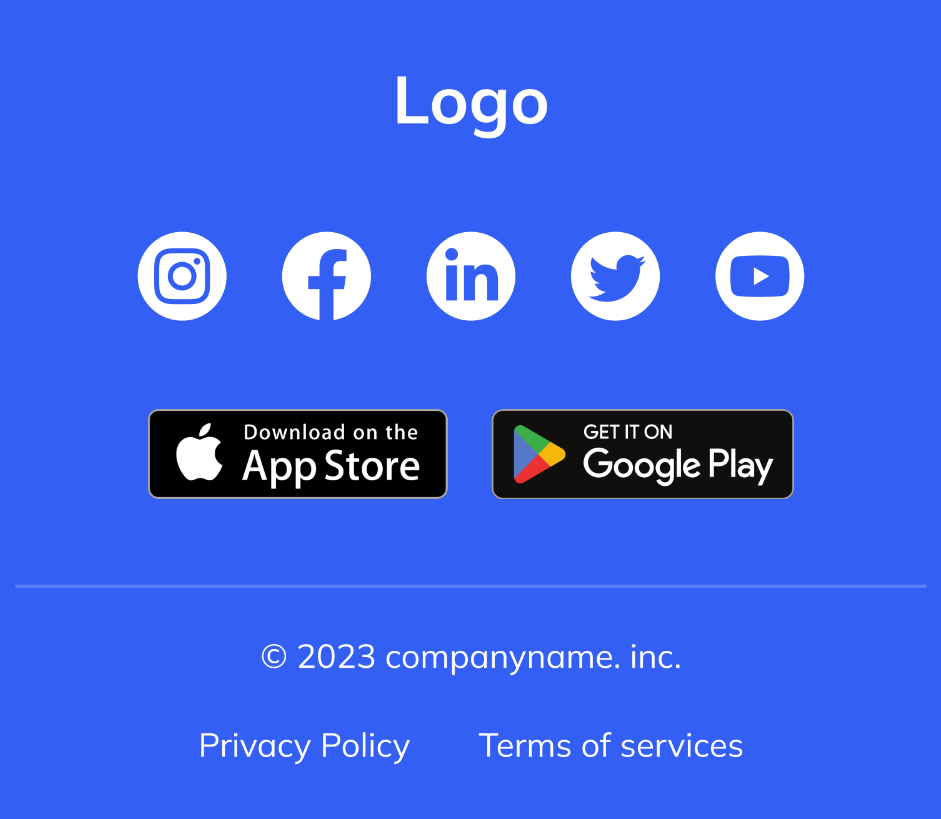 Logo
in
Download on the
App Store
GET IT ON
Google Play
© 2023 companyname. inc.
Privacy Policy Terms of services